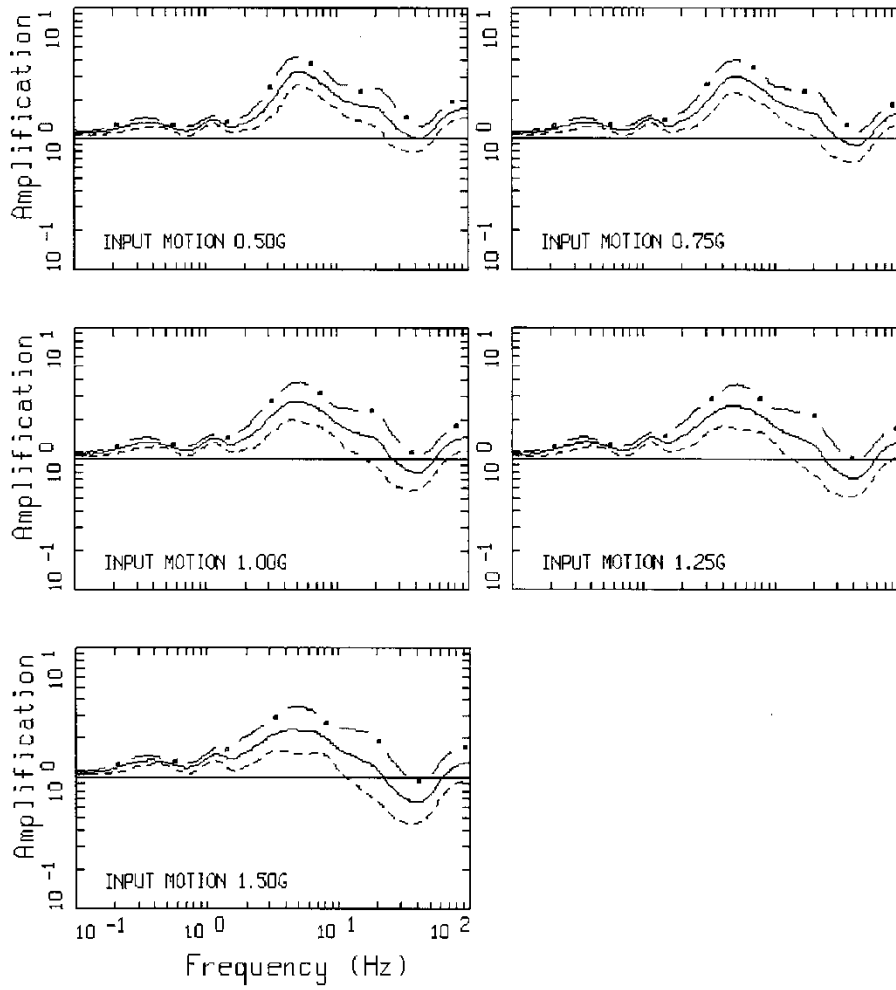 Amplification
10 1
10 0
10 -1
INPUT MOTION 0.50G
10 1
10 0
10 -1
INPUT MOTION 0.75G
Amplification
10 1
10 0
10 -1
INPUT MOTION 1.00G
10 1
10 0
10 -1
INPUT MOTION 1.25G
Amplification
10 1
10 0
10 -1
INPUT MOTION 1.50G
10 -1 10 0 10 1 10 2
Frequency (Hz)